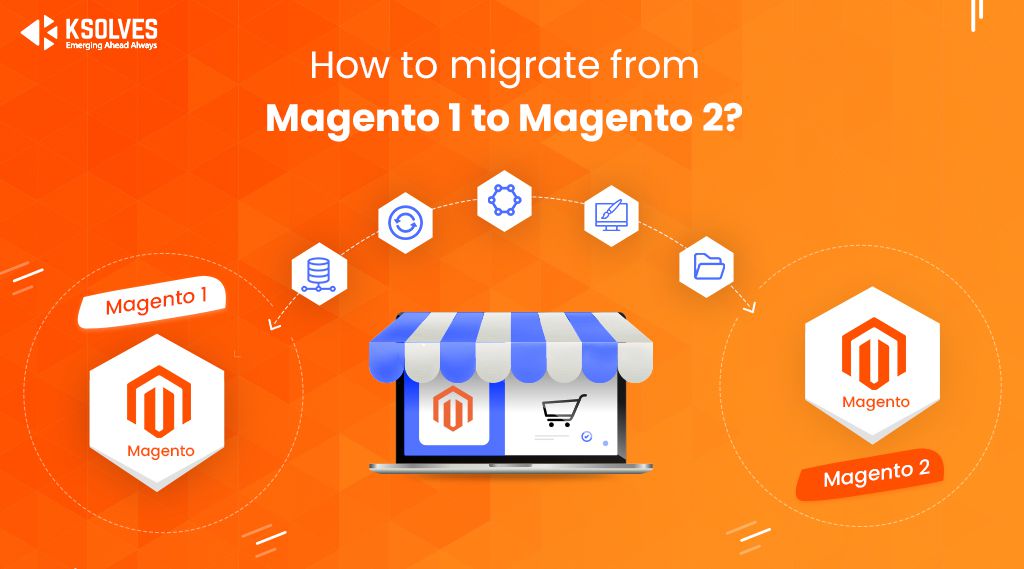 KSOLVES
Emerging Ahead Always
How to migrate from
Magento 1 to Magento 2?
Magento 1
Magento
Magento
Magento 2